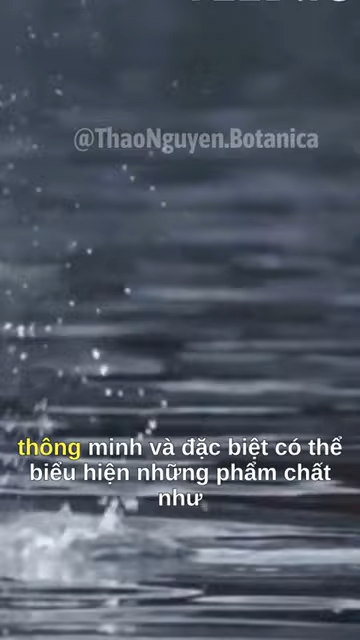 @ThaoNguyen.Botanica
thông minh và đặc biệt có thể
biểu hiện những phẩm chất
như